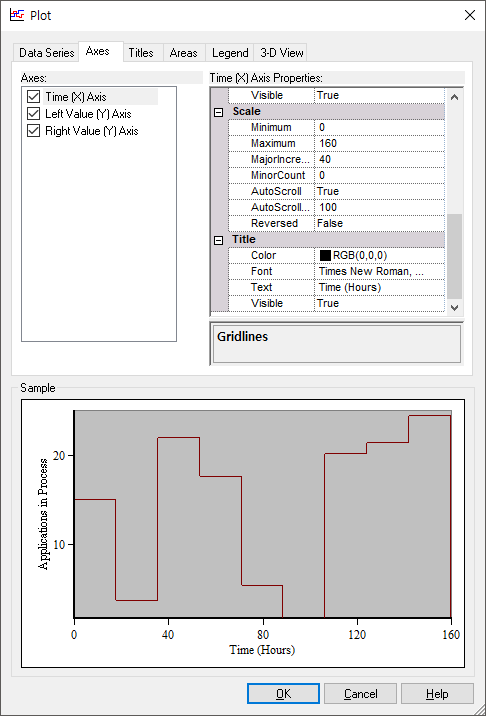 Plot
Data Series Axes Titles Areas Legend 3-D View
Axes:
Time (X) Axis
Left Value (Y) Axis
Right Value (Y) Axis
Time (X) Axis Properties:
Visible True
Scale
Minimum 0
Maximum 160
MajorIncre... 40
MinorCount 0
AutoScroll True
AutoScroll... 100
Reversed False
Title
Color RGB(0,0,0)
Font Times New Roman, ...
Text Time (Hours)
Visible True
Gridlines
Sample
Applications in Process
20
10
0 40 80 120 160
Time (Hours)
OK Cancel Help